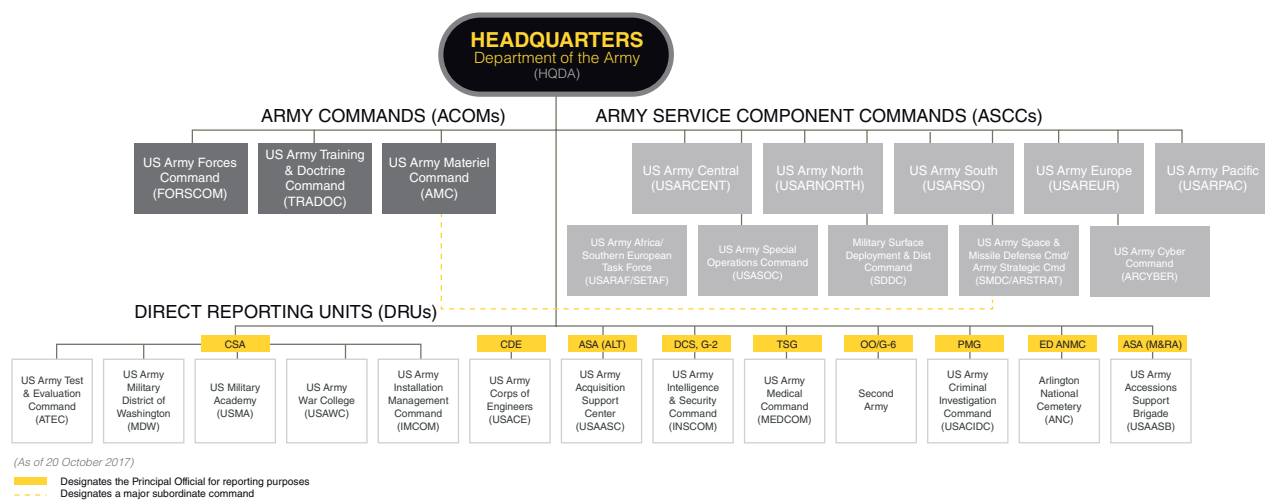 HEADQUARTERS
Department of the Army
(HQDA)
ARMY COMMANDS (ACOMs)
ARMY SERVICE COMPONENT COMMANDS (ASCCs)
US Army Forces
Command
(FORSCOM)
US Army Training
& Doctrine
Command
(TRADOC)
US Army Materiel
Command
(AMC)
US Army Central
(USARCENT)
US Army North
(USARNORTH)
US Army South
(USARSO)
US Army Europe
(USAREUR)
US Army Pacific
(USARPAC)
US Army Africa/
Southern European
Task Force
(USARAF/SETAF)
US Army Special
Operations Command
(USASOC)
Military Surface
Deployment & Dist
Command
(SDDC)
US Army Space &
Missile Defense Cmd/
Army Strategic Cmd
(SMDC/ARSTRAT)
US Army Cyber
Command
(ARCYBER)
DIRECT REPORTING UNITS (DRUs)
CSA
CDE
ASA (ALT)
DCS, G-2
TSG
OO/G-6
PMG
ED ANMC
ASA (M&RA)
US Army Test
& Evaluation
Command
(ATEC)
US Army
Military
District of
Washington
(MDW)
US Military
Academy
(USMA)
US Army
War College
(USAWC)
US Army
Installation
Management
Command
(IMCOM)
US Army
Corps of
Engineers
(USACE)
US Army
Acquisition
Support
Center
(USAASC)
US Army
Intelligence
& Security
Command
(INSCOM)
US Army
Medical
Command
(MEDCOM)
Second
Army
US Army
Criminal
Investigation
Command
(USACIDC)
Arlington
National
Cemetery
(ANC)
US Army
Accessions
Support
Brigade
(USAASB)
(As of 20 October 2017)
Designates the Principal Official for reporting purposes
Designates a major subordinate command